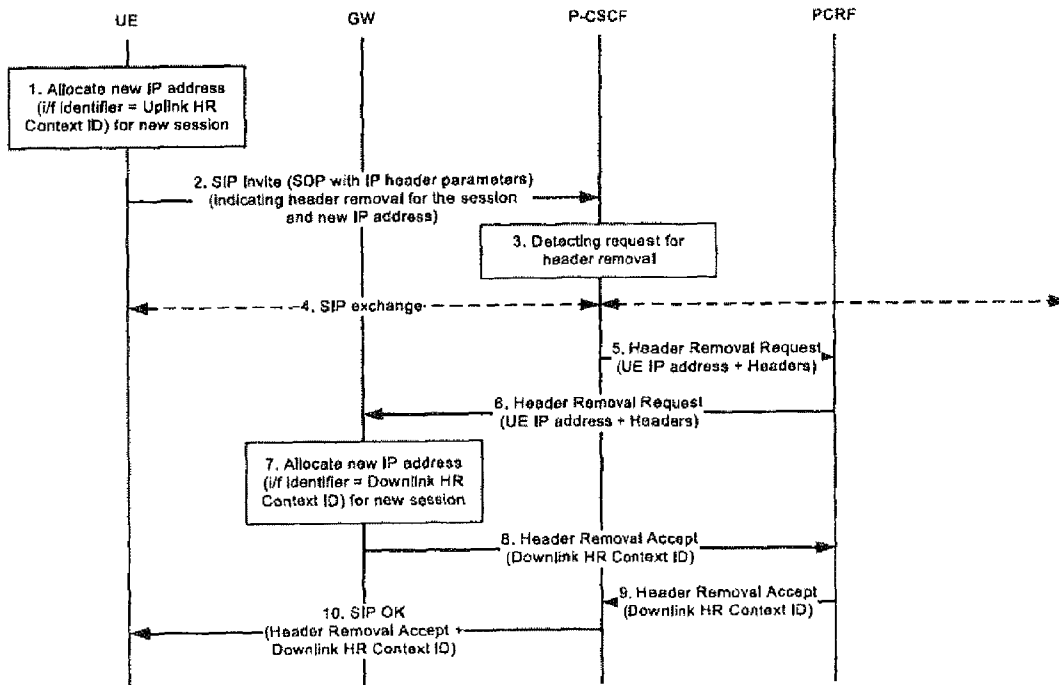 UE
GW
P-CSCF
PCRF
1. Allocate new IP address
(i/f identifier = Uplink HR
Context ID) for new session
2. SIP Invite (SDP with IP header parameters)
(indicating header removal for the session
and new IP address)
3. Detecting request for
header removal
4. SIP exchange
5. Header Removal Request
(UE IP address + Headers)
6. Header Removal Request
(UE IP address + Headers)
7. Allocate new IP address
(i/f identifier = Downlink HR
Context ID) for new session
8. Header Removal Accept
(Downlink HR Context ID)
9. Header Removal Accept
(Downlink HR Context ID)
10. SIP OK
(Header Removal Accept +
Downlink HR Context ID)